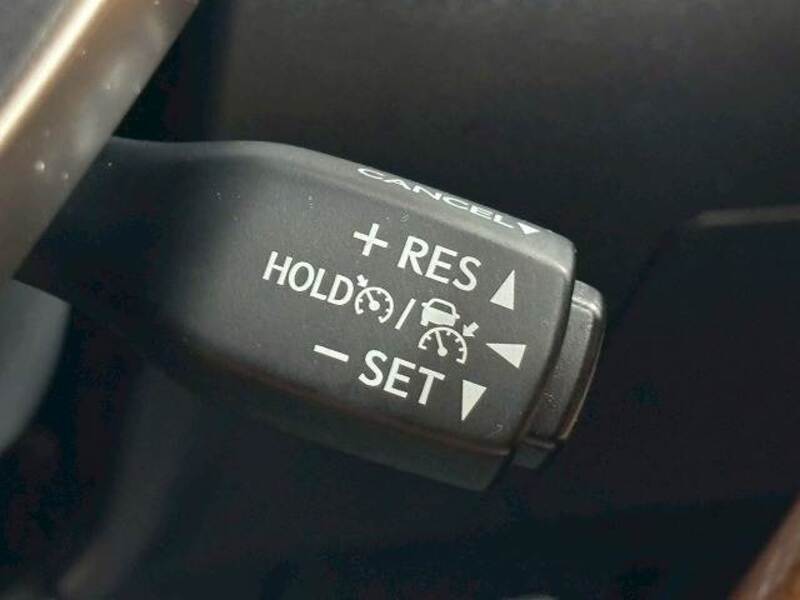 CANCEL▼
+ RES ▲
HOLD / ◀
− SET ▼